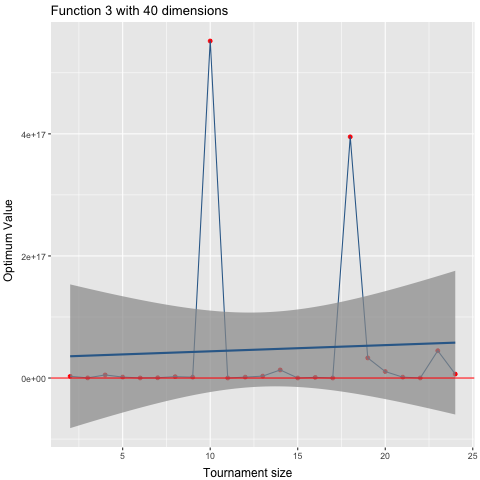 Function 3 with 40 dimensions
Optimum Value
4e+17
2e+17
0e+00
5
10
15
20
25
Tournament size